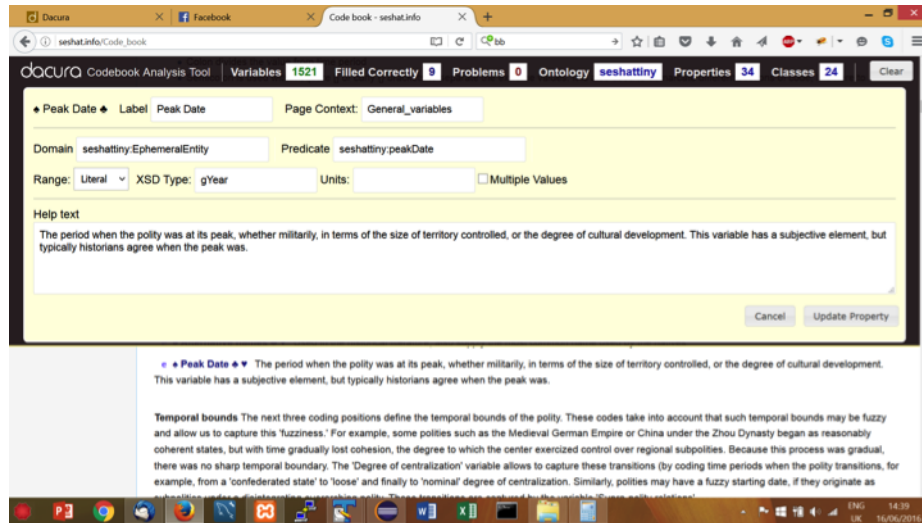 Dacura
Facebook
Code book - seshat.info
seshat.info/Code_book
bb
dacura Codebook Analysis Tool Variables 1521 Filled Correctly 9 Problems 0 Ontology seshattiny Properties 34 Classes 24 Clear
♠ Peak Date ♣ Label Peak Date Page Context: General_variables
Domain seshattiny:EphemeralEntity Predicate seshattiny:peakDate
Range: Literal XSD Type: gYear Units: Multiple Values
Help text
The period when the polity was at its peak, whether militarily, in terms of the size of territory controlled, or the degree of cultural development. This variable has a subjective element, but
typically historians agree when the peak was.
Cancel Update Property
e ♠ Peak Date ♣ ♥ The period when the polity was at its peak, whether militarily, in terms of the size of territory controlled, or the degree of cultural development.
This variable has a subjective element, but typically historians agree when the peak was.
Temporal bounds The next three coding positions define the temporal bounds of the polity. These codes take into account that such temporal bounds may be fuzzy
and allow us to capture this 'fuzziness.' For example, some polities such as the Medieval German Empire or China under the Zhou Dynasty began as reasonably
coherent states, but with time gradually lost cohesion, the degree to which the center exercized control over regional subpolities. Because this process was gradual,
there was no sharp temporal boundary. The 'Degree of centralization' variable allows to capture these transitions (by coding time periods when the polity transitions, for
example, from a 'confederated state' to 'loose' and finally to 'nominal' degree of centralization. Similarly, polities may have a fuzzy starting date, if they originate as
ENG 14:39
UK 16/06/2016